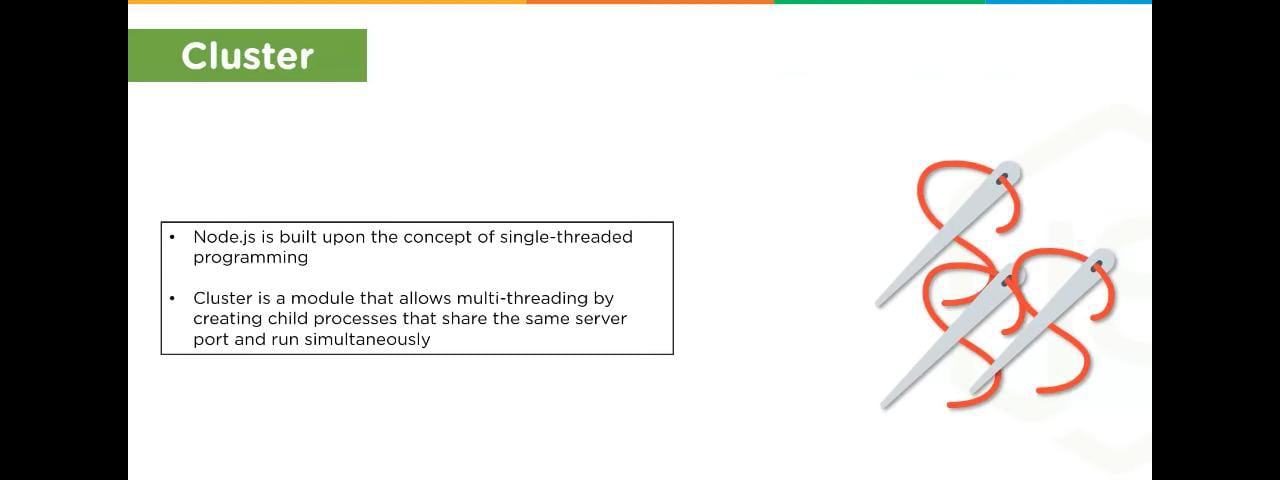 Cluster
• Node.js is built upon the concept of single-threaded
programming
• Cluster is a module that allows multi-threading by
creating child processes that share the same server
port and run simultaneously